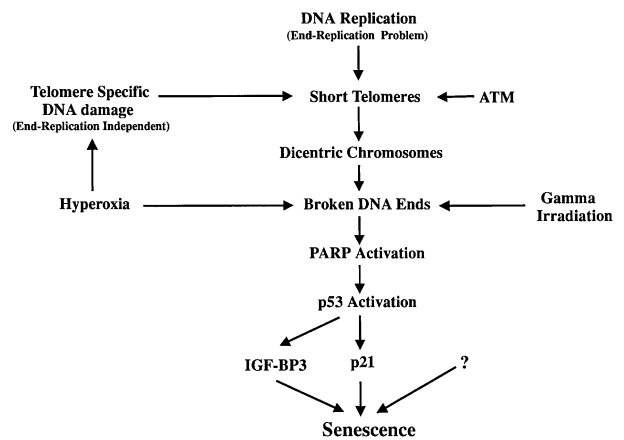 DNA Replication
(End-Replication Problem)
Telomere Specific
DNA damage
(End-Replication Independent)
Short Telomeres
ATM
Dicentric Chromosomes
Hyperoxia
Broken DNA Ends
Gamma
Irradiation
PARP Activation
p53 Activation
IGF-BP3
p21
?
Senescence